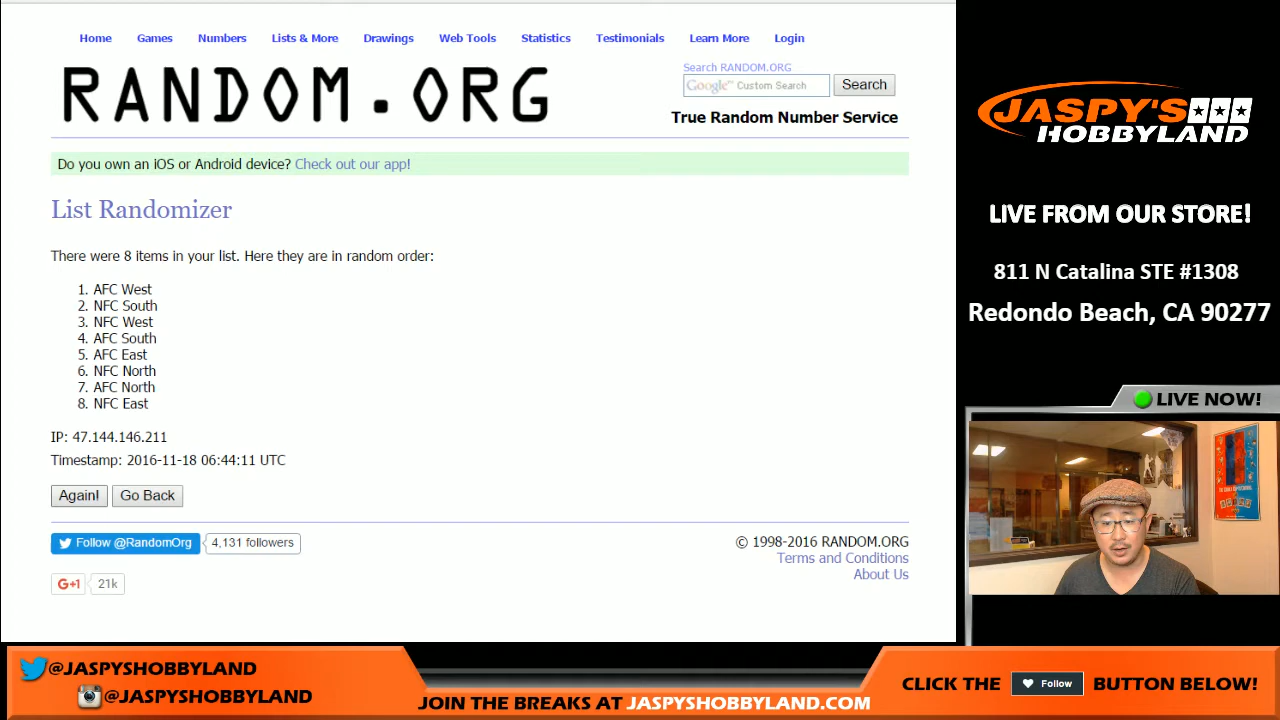 Home Games Numbers Lists & More Drawings Web Tools Statistics Testimonials Learn More Login
RANDOM.ORG
Search RANDOM.ORG
Google™ Custom Search Search
True Random Number Service
Do you own an iOS or Android device? Check out our app!
List Randomizer
There were 8 items in your list. Here they are in random order:
1. AFC West
2. NFC South
3. NFC West
4. AFC South
5. AFC East
6. NFC North
7. AFC North
8. NFC East
IP: 47.144.146.211
Timestamp: 2016-11-18 06:44:11 UTC
Again! Go Back
Follow @RandomOrg 4,131 followers
G+1 21k
© 1998-2016 RANDOM.ORG
Terms and Conditions
About Us
JASPY'S
HOBBYLAND
LIVE FROM OUR STORE!
811 N Catalina STE #1308
Redondo Beach, CA 90277
LIVE NOW!
@JASPYSHOBBYLAND
@JASPYSHOBBYLAND
JOIN THE BREAKS AT JASPYSHOBBYLAND.COM
CLICK THE Follow BUTTON BELOW!